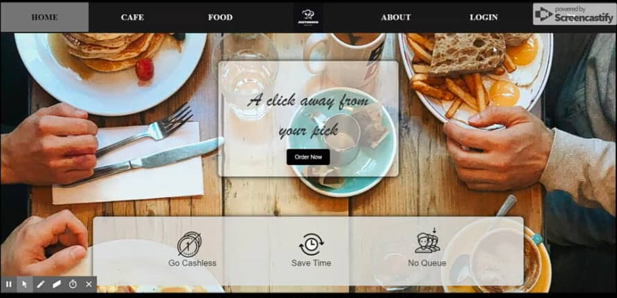 HOME
CAFE
FOOD
ABOUT
LOGIN
powered by
Screencastify
A click away from
your pick
Order Now
Go Cashless
Save Time
No Queue